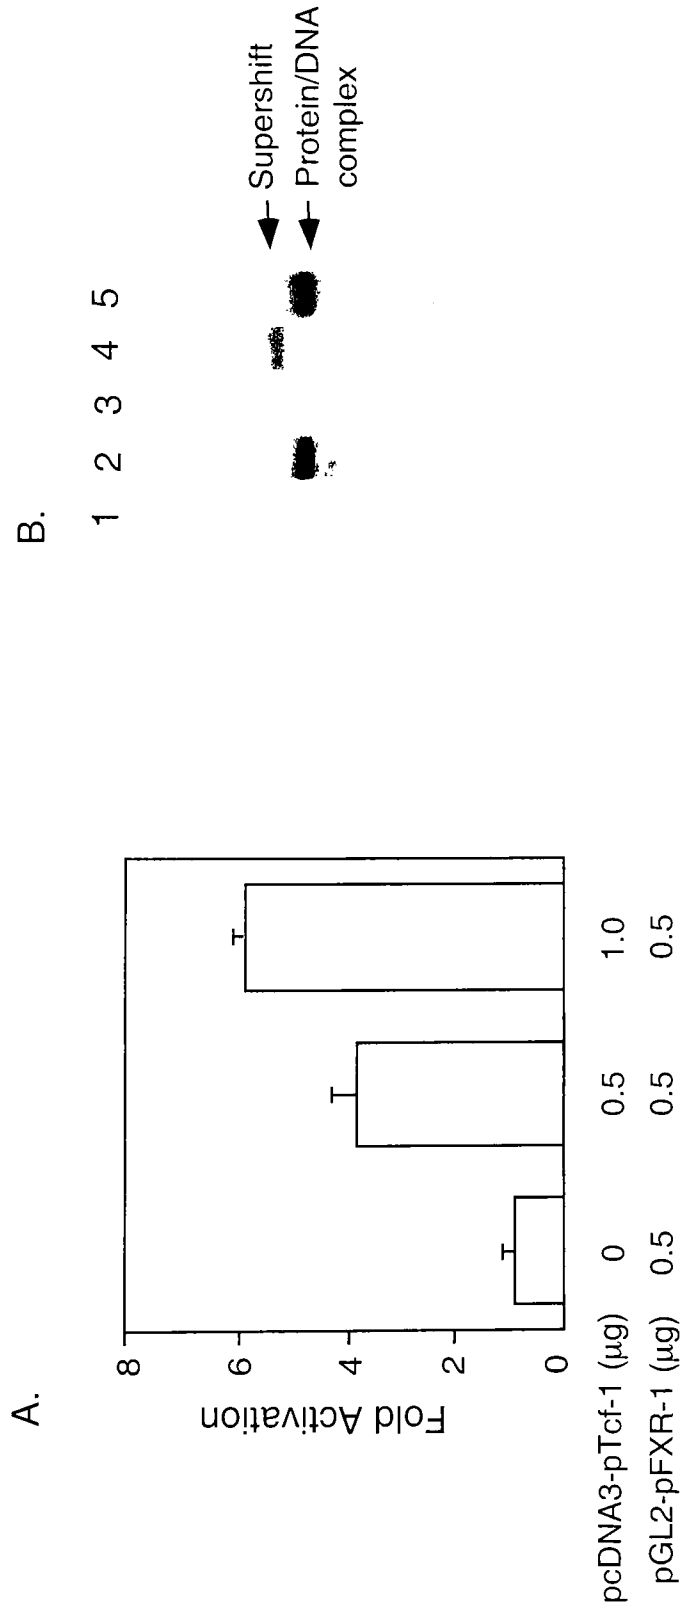 A.
8
6
4
2
0
Fold Activation
pcDNA3-pTcf-1 (µg) 0 0.5 1.0
pGL2-pFXR-1 (µg) 0.5 0.5 0.5
B.
1 2 3 4 5
Supershift
Protein/DNA
complex